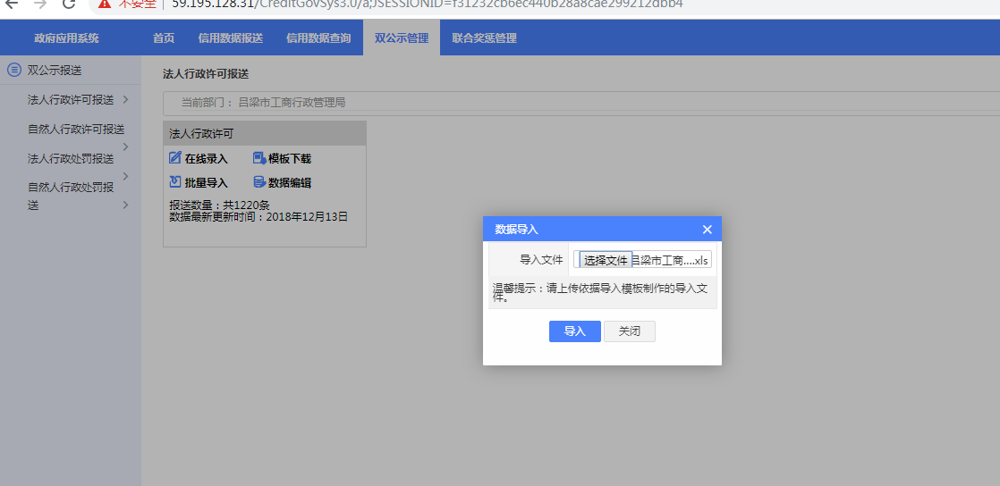 不安全 | 59.195.128.31/CreditGovSys3.0/a;JSESSIONID=f31232cb6ec440b28a8cae299212dbb4
政府应用系统 首页 信用数据报送 信用数据查询 双公示管理 联合奖惩管理
双公示报送
法人行政许可报送
自然人行政许可报送
法人行政处罚报送
自然人行政处罚报
送
法人行政许可报送
当前部门： 吕梁市工商行政管理局
法人行政许可
在线录入 模板下载
批量导入 数据编辑
报送数量：共1220条
数据最新更新时间：2018年12月13日
数据导入
导入文件 选择文件 吕梁市工商....xls
温馨提示：请上传依据导入模板制作的导入文
件。
导入 关闭